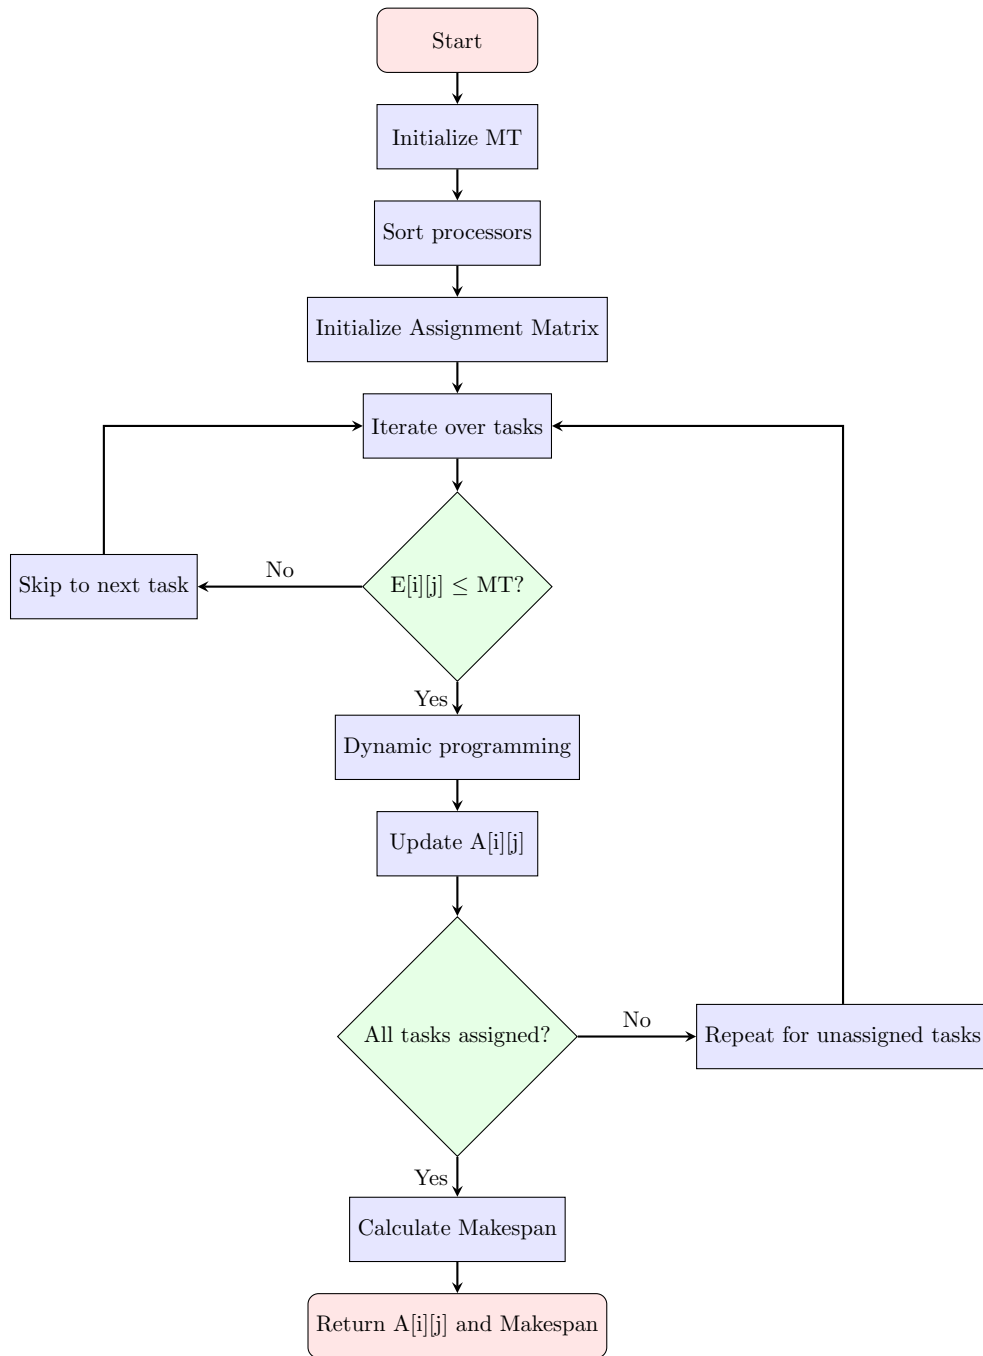 Start
Initialize MT
Sort processors
Initialize Assignment Matrix
Iterate over tasks
E[i][j] ≤ MT?
No
Skip to next task
Yes
Dynamic programming
Update A[i][j]
All tasks assigned?
No
Repeat for unassigned tasks
Yes
Calculate Makespan
Return A[i][j] and Makespan